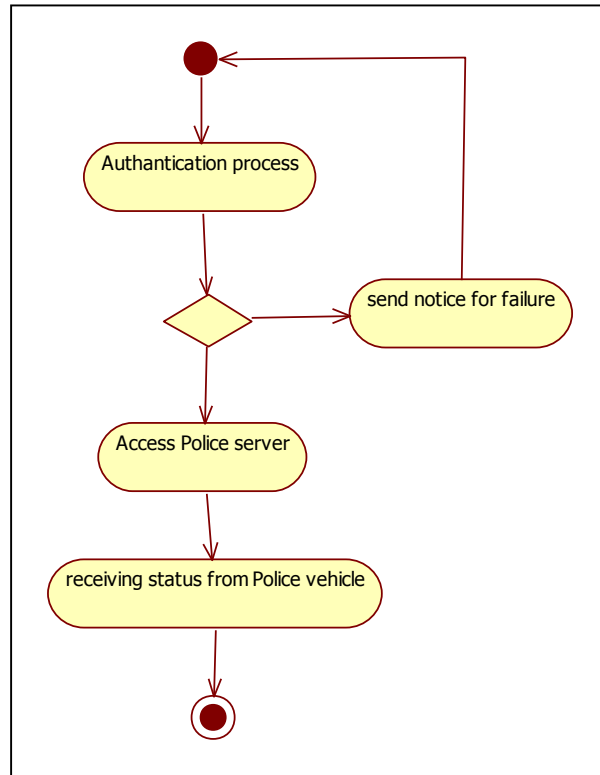 Authantication process
send notice for failure
Access Police server
receiving status from Police vehicle